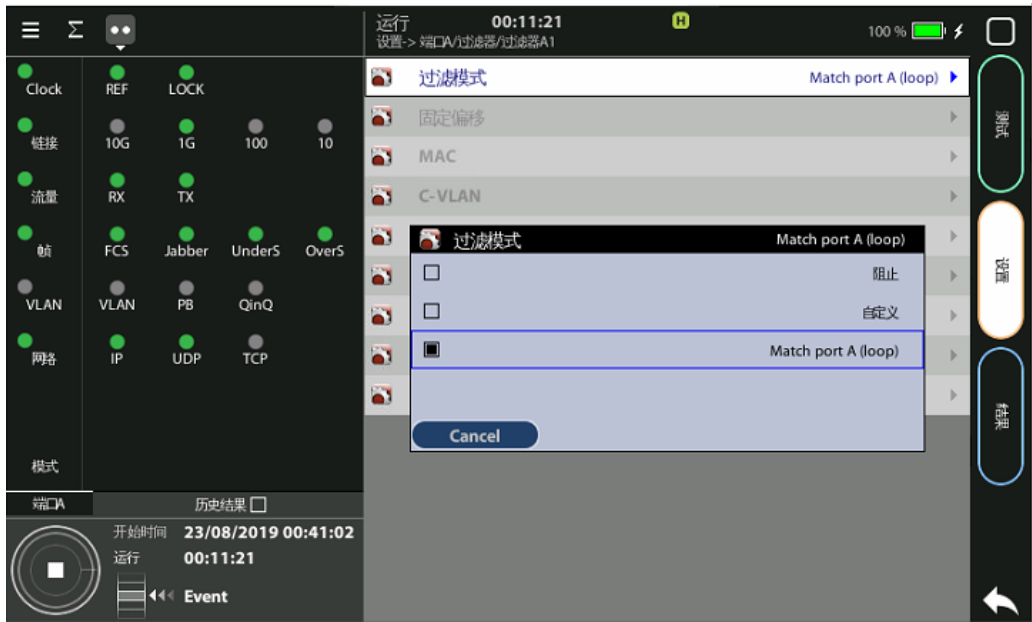 Σ
运行 00:11:21 H
设置-> 端口A/过滤器/过滤器A1
100 %
Clock REF LOCK
链接 10G 1G 100 10
流量 RX TX
帧 FCS Jabber UnderS OverS
VLAN VLAN PB QinQ
网络 IP UDP TCP
模式
端口A 历史结果
开始时间 23/08/2019 00:41:02
运行 00:11:21
Event
过滤模式 Match port A (loop)
固定偏移
MAC
C-VLAN
过滤模式 Match port A (loop)
阻止
自定义
Match port A (loop)
Cancel
测试
设置
结果